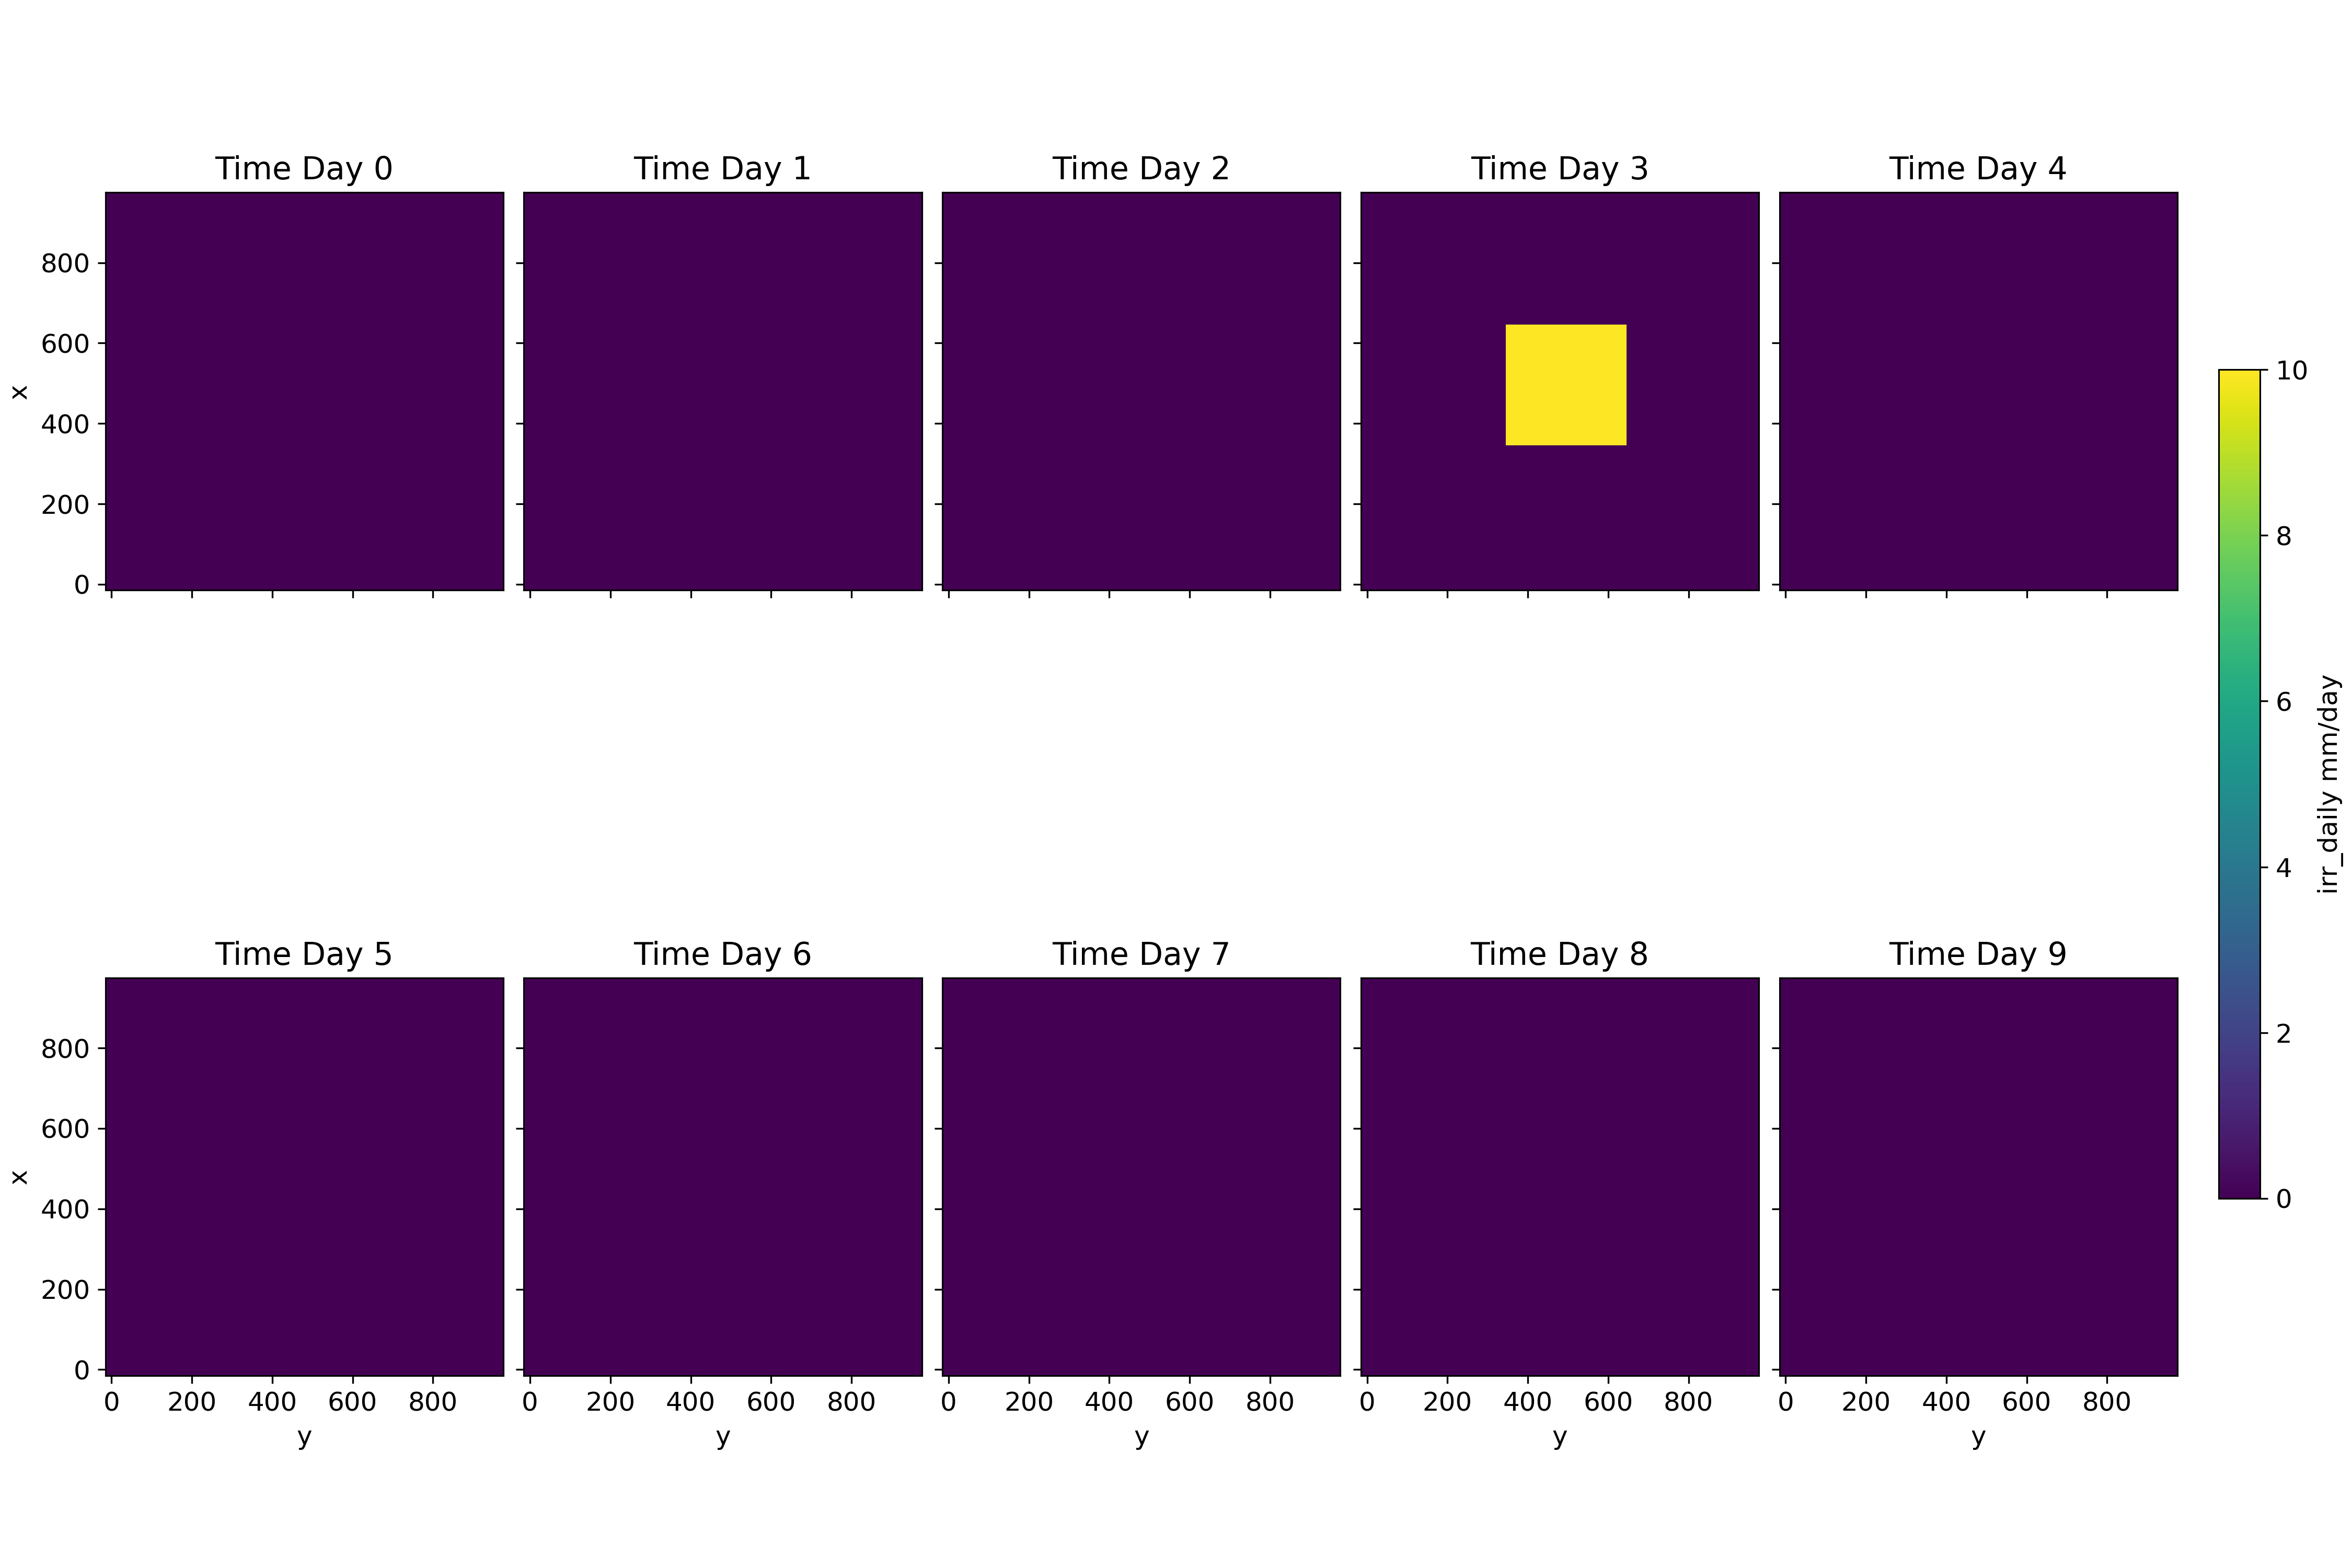 Time Day 0
Time Day 1
Time Day 2
Time Day 3
Time Day 4
800
600
400
200
0
x
10
8
6
4
2
0
irr_daily mm/day
Time Day 5
Time Day 6
Time Day 7
Time Day 8
Time Day 9
800
600
400
200
0
x
0 200 400 600 800
0 200 400 600 800
0 200 400 600 800
0 200 400 600 800
0 200 400 600 800
y
y
y
y
y